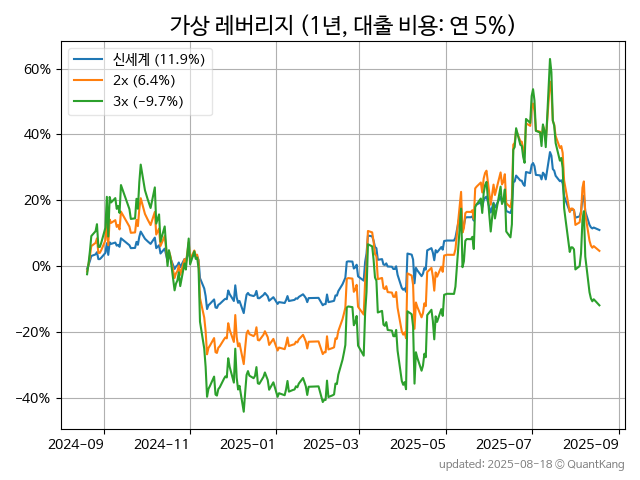 가상 레버리지 (1년, 대출 비용: 연 5%)
신세계 (11.9%)
2x (6.4%)
3x (−9.7%)
60%
40%
20%
0%
−20%
−40%
2024-09 2024-11 2025-01 2025-03 2025-05 2025-07 2025-09
updated: 2025-08-18 © QuantKang